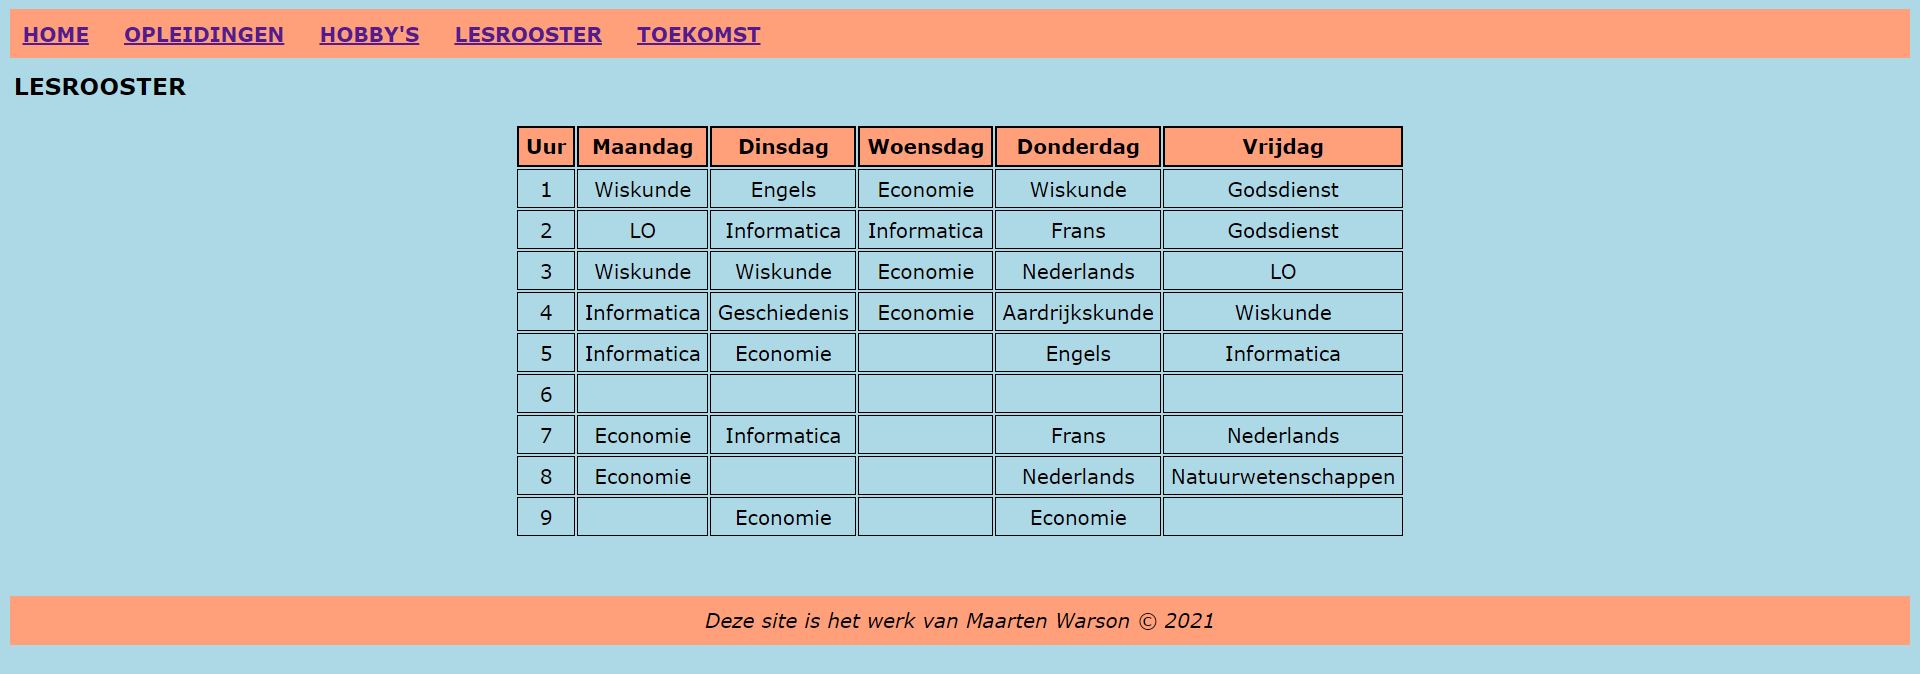 HOME OPLEIDINGEN HOBBY'S LESROOSTER TOEKOMST
LESROOSTER
Uur Maandag Dinsdag Woensdag Donderdag Vrijdag
1 Wiskunde Engels Economie Wiskunde Godsdienst
2 LO Informatica Informatica Frans Godsdienst
3 Wiskunde Wiskunde Economie Nederlands LO
4 Informatica Geschiedenis Economie Aardrijkskunde Wiskunde
5 Informatica Economie Engels Informatica
6
7 Economie Informatica Frans Nederlands
8 Economie Nederlands Natuurwetenschappen
9 Economie Economie
Deze site is het werk van Maarten Warson © 2021